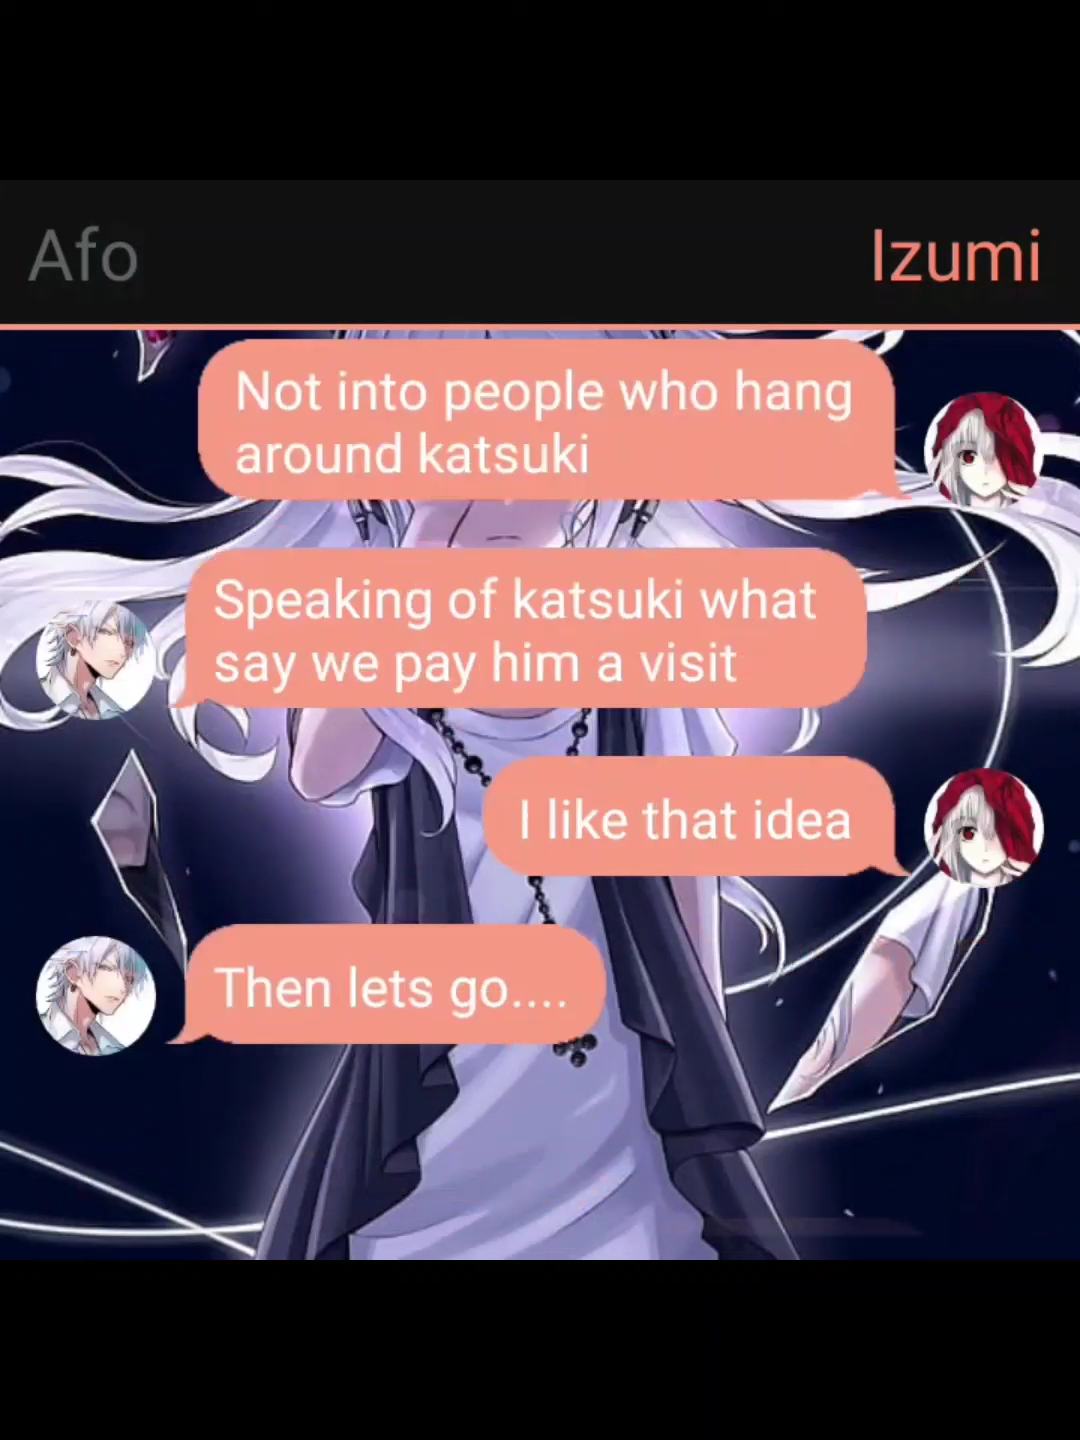 Afo
Izumi
Not into people who hang
around katsuki
Speaking of katsuki what
say we pay him a visit
I like that idea
Then lets go....